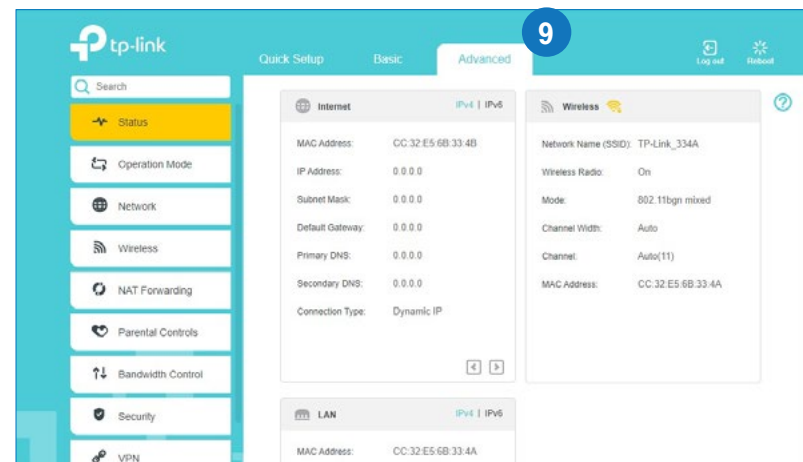 tp-link
Quick Setup
Basic
Advanced
9
Log out
Reboot
Search
Status
Operation Mode
Network
Wireless
NAT Forwarding
Parental Controls
Bandwidth Control
Security
VPN
Internet IPv4 | IPv6
MAC Address: CC:32:E5:6B:33:4B
IP Address: 0.0.0.0
Subnet Mask: 0.0.0.0
Default Gateway: 0.0.0.0
Primary DNS: 0.0.0.0
Secondary DNS: 0.0.0.0
Connection Type: Dynamic IP
Wireless
Network Name (SSID): TP-Link_334A
Wireless Radio: On
Mode: 802.11bgn mixed
Channel Width: Auto
Channel: Auto(11)
MAC Address: CC:32:E5:6B:33:4A
LAN IPv4 | IPv6
MAC Address: CC:32:E5:6B:33:4A